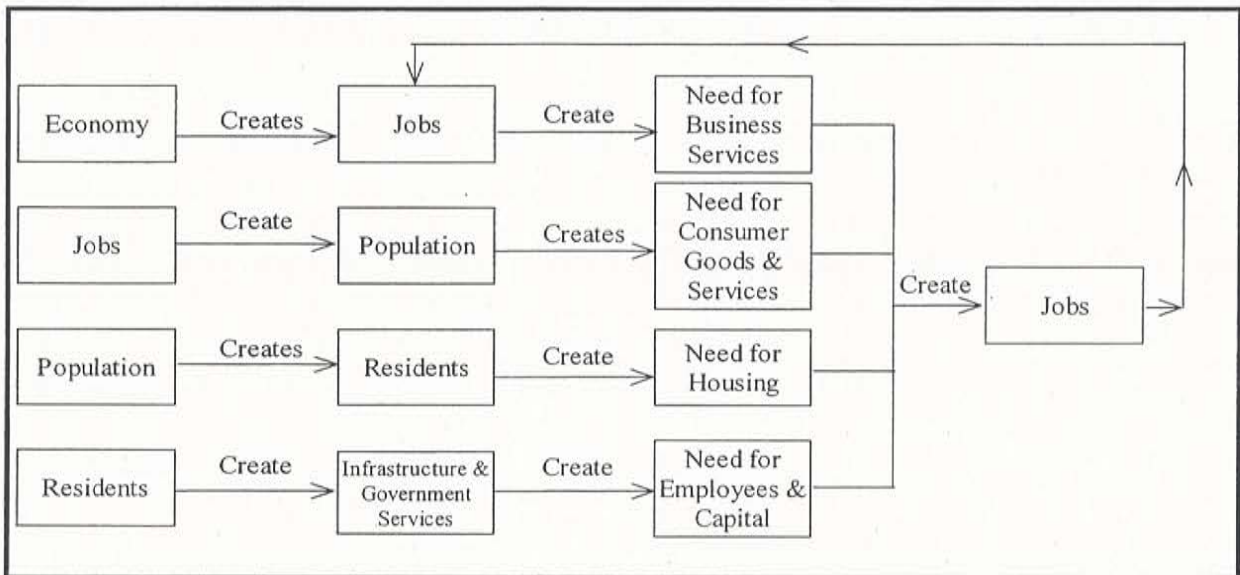 Economy
Creates
Jobs
Create
Need for
Business
Services
Jobs
Create
Population
Creates
Need for
Consumer
Goods &
Services
Create
Jobs
Population
Creates
Residents
Create
Need for
Housing
Residents
Create
Infrastructure &
Government
Services
Create
Need for
Employees &
Capital